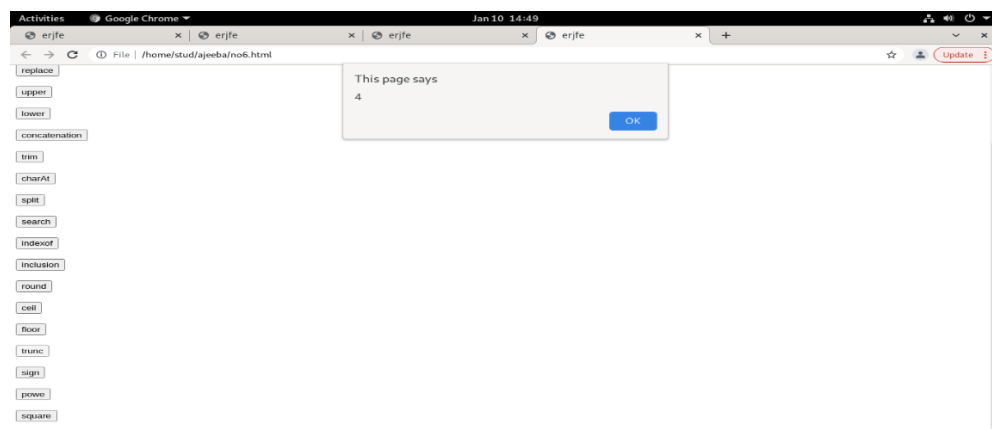 Activities Google Chrome Jan 10 14:49
erjfe erjfe erjfe erjfe
File /home/stud/ajeeba/no6.html Update
This page says
4
OK
replace
upper
lower
concatenation
trim
charAt
split
search
indexof
inclusion
round
ceil
floor
trunc
sign
powe
square